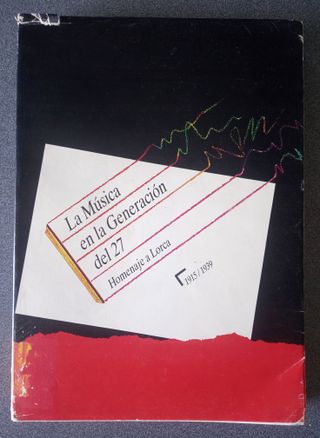 La Música
en la Generación
del 27
Homenaje a Lorca
1915 / 1939